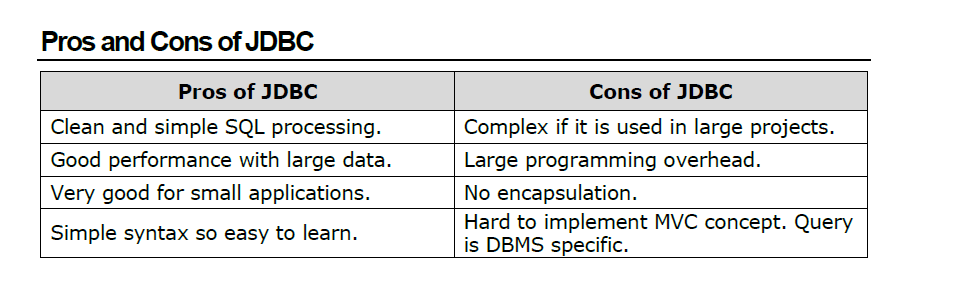 Pros and Cons of JDBC
Pros of JDBC
Cons of JDBC
Clean and simple SQL processing.
Complex if it is used in large projects.
Good performance with large data.
Large programming overhead.
Very good for small applications.
No encapsulation.
Simple syntax so easy to learn.
Hard to implement MVC concept. Query
is DBMS specific.